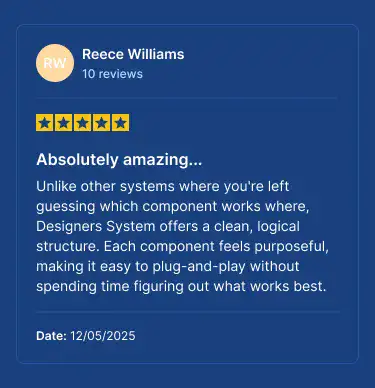 RW
Reece Williams
10 reviews
Absolutely amazing...
Unlike other systems where you're left
guessing which component works where,
Designers System offers a clean, logical
structure. Each component feels purposeful,
making it easy to plug-and-play without
spending time figuring out what works best.
Date: 12/05/2025